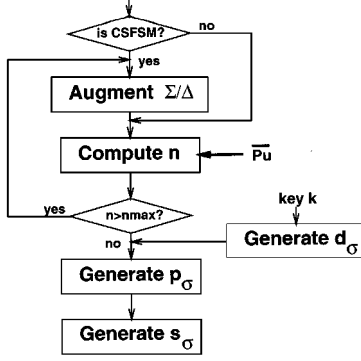 is CSFSM?
no
yes
Augment Σ/Δ
Compute n
Pu
n>nmax?
yes
no
key k
Generate dσ
Generate pσ
Generate sσ